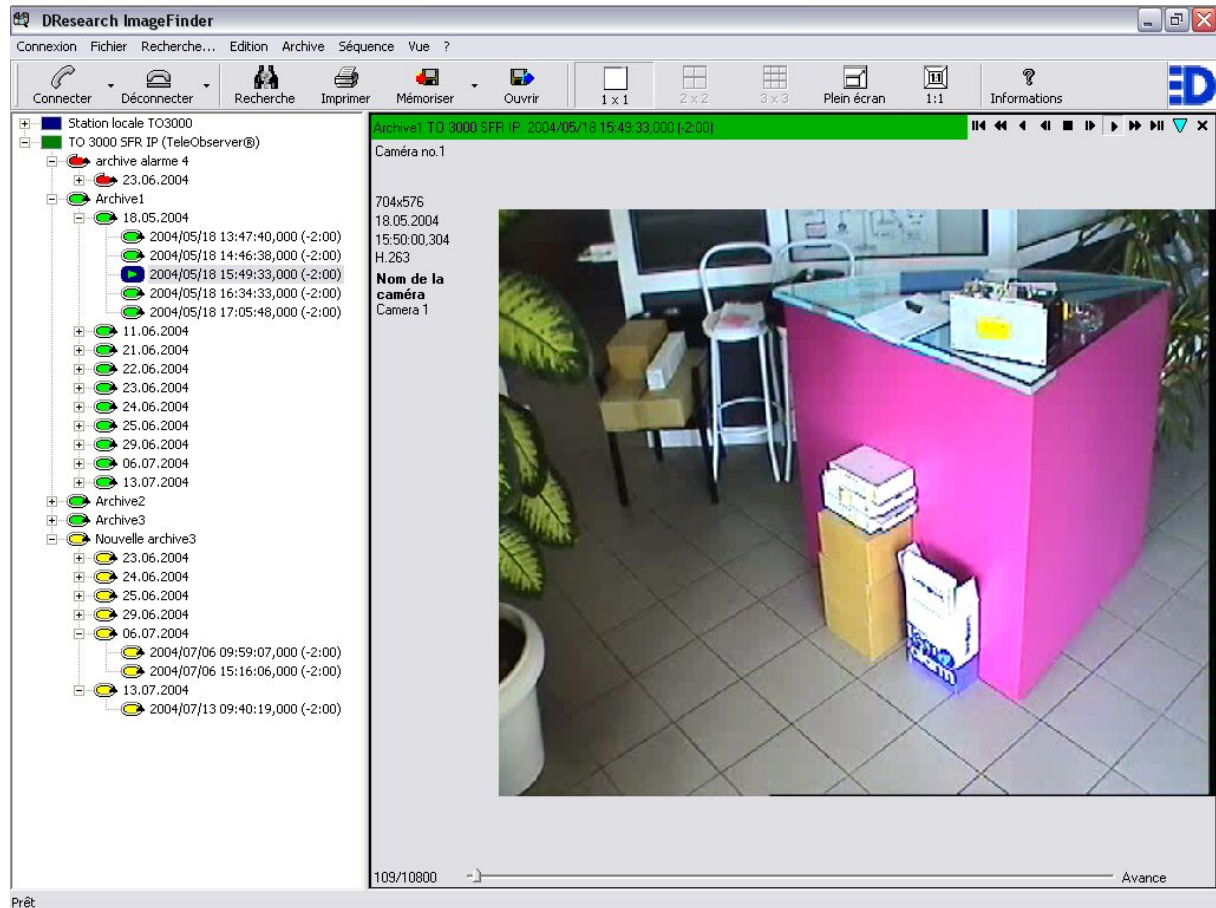 DResearch ImageFinder
Connexion Fichier Recherche... Edition Archive Séquence Vue ?
Connecter Déconnecter Recherche Imprimer Mémoriser Ouvrir 1 x 1 2 x 2 3 x 3 Plein écran 1:1 Informations
Station locale TO3000
TO 3000 SFR IP (TeleObserver®)
archive alarme 4
23.06.2004
Archive1
18.05.2004
2004/05/18 13:47:40,000 (-2:00)
2004/05/18 14:46:38,000 (-2:00)
2004/05/18 15:49:33,000 (-2:00)
2004/05/18 16:34:33,000 (-2:00)
2004/05/18 17:05:48,000 (-2:00)
11.06.2004
21.06.2004
22.06.2004
23.06.2004
24.06.2004
25.06.2004
29.06.2004
06.07.2004
13.07.2004
Archive2
Archive3
Nouvelle archive3
23.06.2004
24.06.2004
25.06.2004
29.06.2004
06.07.2004
2004/07/06 09:59:07,000 (-2:00)
2004/07/06 15:16:06,000 (-2:00)
13.07.2004
2004/07/13 09:40:19,000 (-2:00)
Archive1 TO 3000 SFR IP: 2004/05/18 15:49:33,000 (-2:00)
Caméra no.1
704x576
18.05.2004
15:50:00,304
H.263
Nom de la
caméra
Camera 1
109/10800
Avance
Prêt